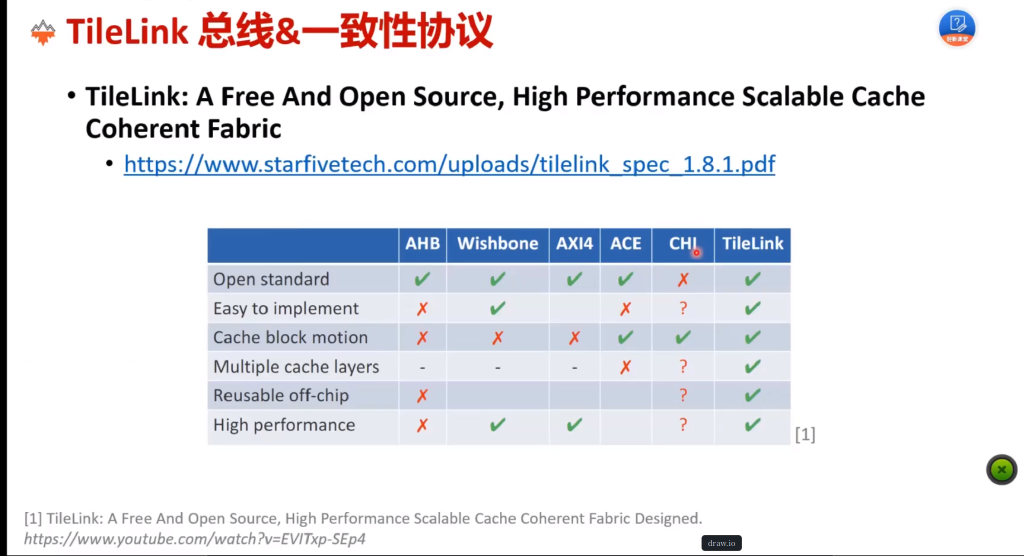 TileLink 总线&一致性协议
• TileLink: A Free And Open Source, High Performance Scalable Cache
Coherent Fabric
• https://www.starfivetech.com/uploads/tilelink_spec_1.8.1.pdf
AHB Wishbone AXI4 ACE CHI TileLink
Open standard ✓ ✓ ✓ ✓ ✗ ✓
Easy to implement ✗ ✓ ✗ ? ✓
Cache block motion ✗ ✗ ✗ ✓ ✓ ✓
Multiple cache layers - - - ✗ ? ✓
Reusable off-chip ✗ ? ✓
High performance ✗ ✓ ✓ ? ✓
[1]
[1] TileLink: A Free And Open Source, High Performance Scalable Cache Coherent Fabric Designed.
https://www.youtube.com/watch?v=EVITxp-SEp4
draw.io